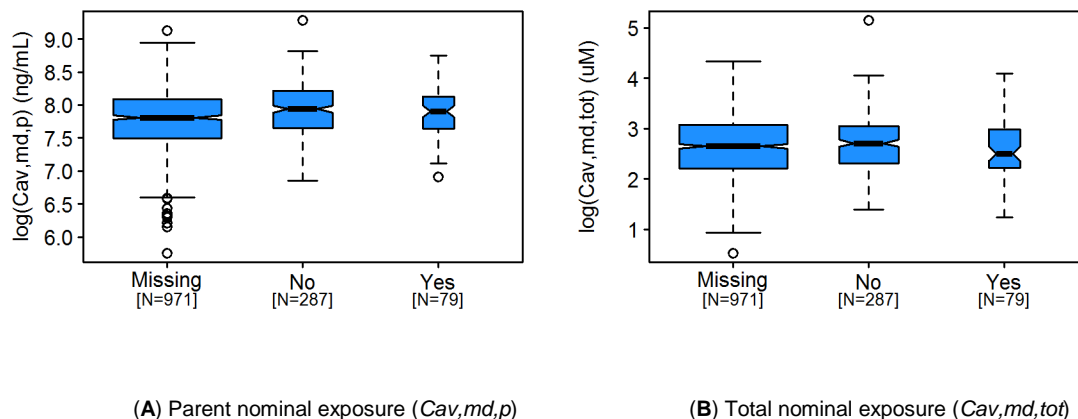 log(Cav,md,p) (ng/mL)
9.0
8.5
8.0
7.5
7.0
6.5
6.0
Missing No Yes
[N=971] [N=287] [N=79]
(A) Parent nominal exposure (Cav,md,p)
log(Cav,md,tot) (uM)
5
4
3
2
1
Missing No Yes
[N=971] [N=287] [N=79]
(B) Total nominal exposure (Cav,md,tot)